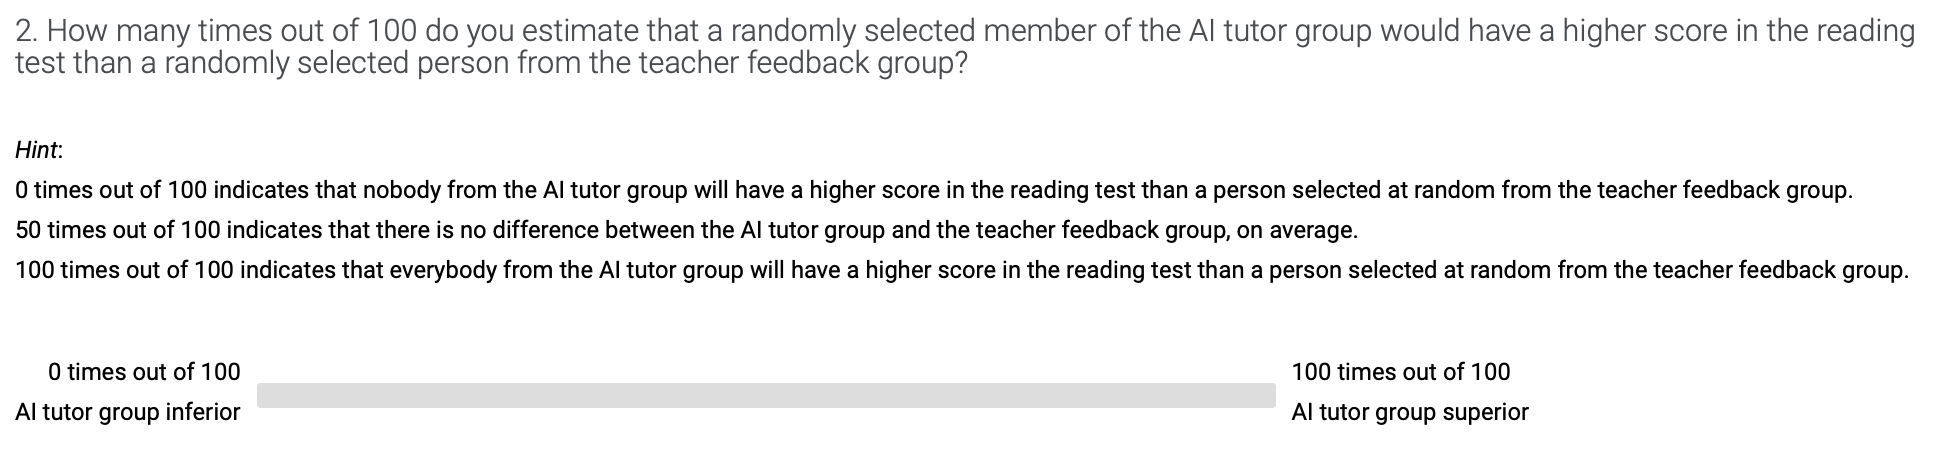 2. How many times out of 100 do you estimate that a randomly selected member of the AI tutor group would have a higher score in the reading
test than a randomly selected person from the teacher feedback group?
Hint:
0 times out of 100 indicates that nobody from the AI tutor group will have a higher score in the reading test than a person selected at random from the teacher feedback group.
50 times out of 100 indicates that there is no difference between the AI tutor group and the teacher feedback group, on average.
100 times out of 100 indicates that everybody from the AI tutor group will have a higher score in the reading test than a person selected at random from the teacher feedback group.
0 times out of 100
AI tutor group inferior
100 times out of 100
AI tutor group superior